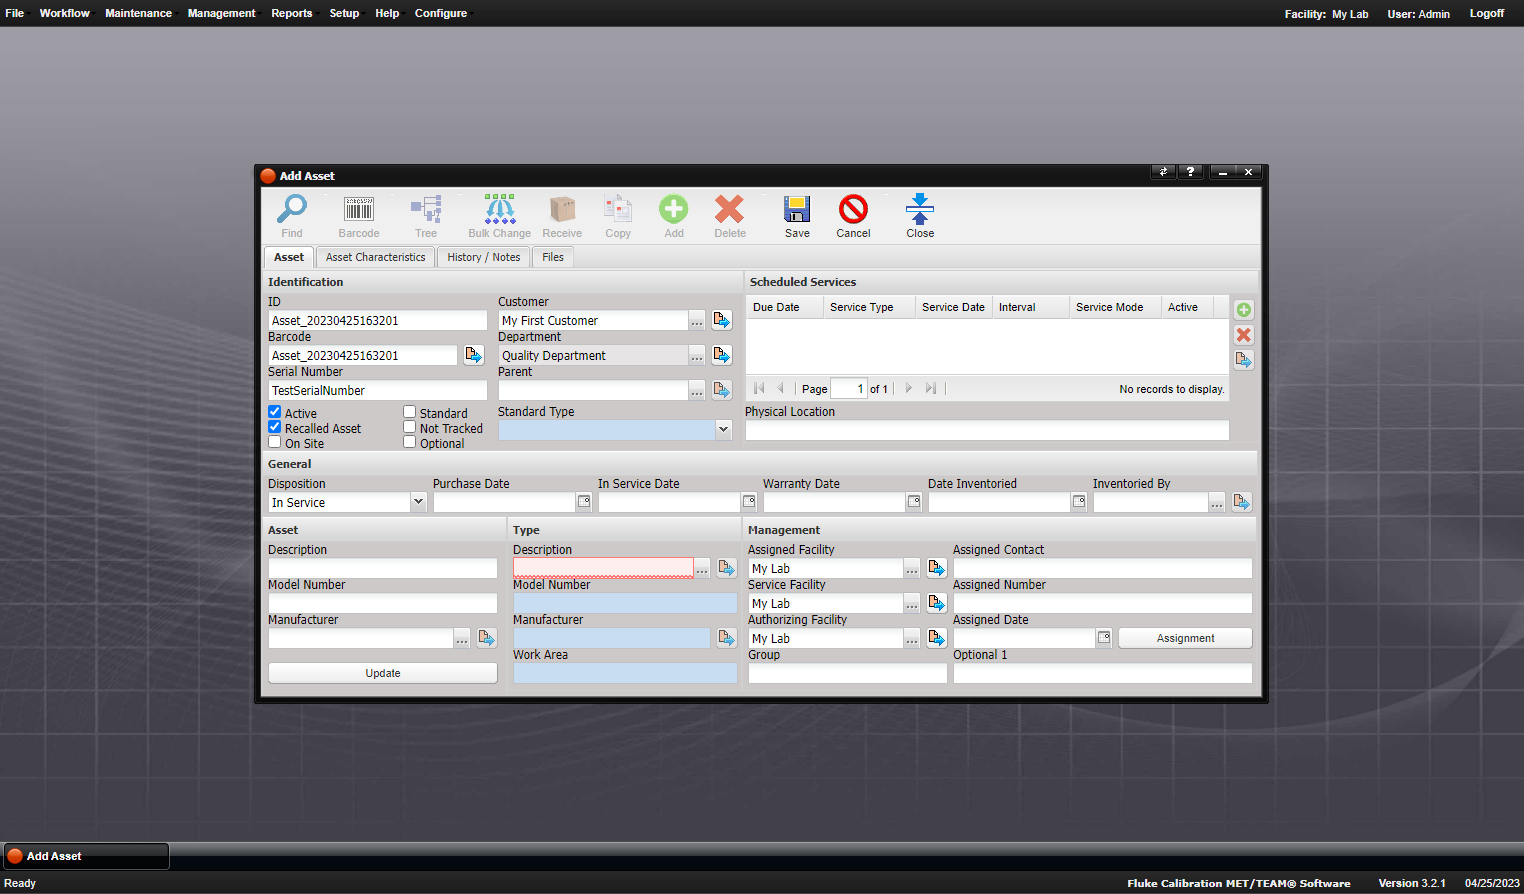 File Workflow Maintenance Management Reports Setup Help Configure Facility: My Lab User: Admin Logoff
Add Asset
Find Barcode Tree Bulk Change Receive Copy Add Delete Save Cancel Close
Asset Asset Characteristics History / Notes Files
Identification Scheduled Services
ID Customer
Due Date Service Type Service Date Interval Service Mode Active
Asset_20230425163201 My First Customer ...
Barcode Department
Asset_20230425163201 Quality Department ...
Serial Number Parent
TestSerialNumber ... Page 1 of 1 No records to display.
Active Standard Standard Type Physical Location
Recalled Asset Not Tracked
On Site Optional
General
Disposition Purchase Date In Service Date Warranty Date Date Inventoried Inventoried By
In Service ...
Asset Type Management
Description Description Assigned Facility Assigned Contact
... My Lab ...
Model Number Model Number Service Facility Assigned Number
My Lab ...
Manufacturer Manufacturer Authorizing Facility Assigned Date
... My Lab ... Assignment
Work Area Group Optional 1
Update
Add Asset
Ready Fluke Calibration MET/TEAM® Software Version 3.2.1 04/25/2023